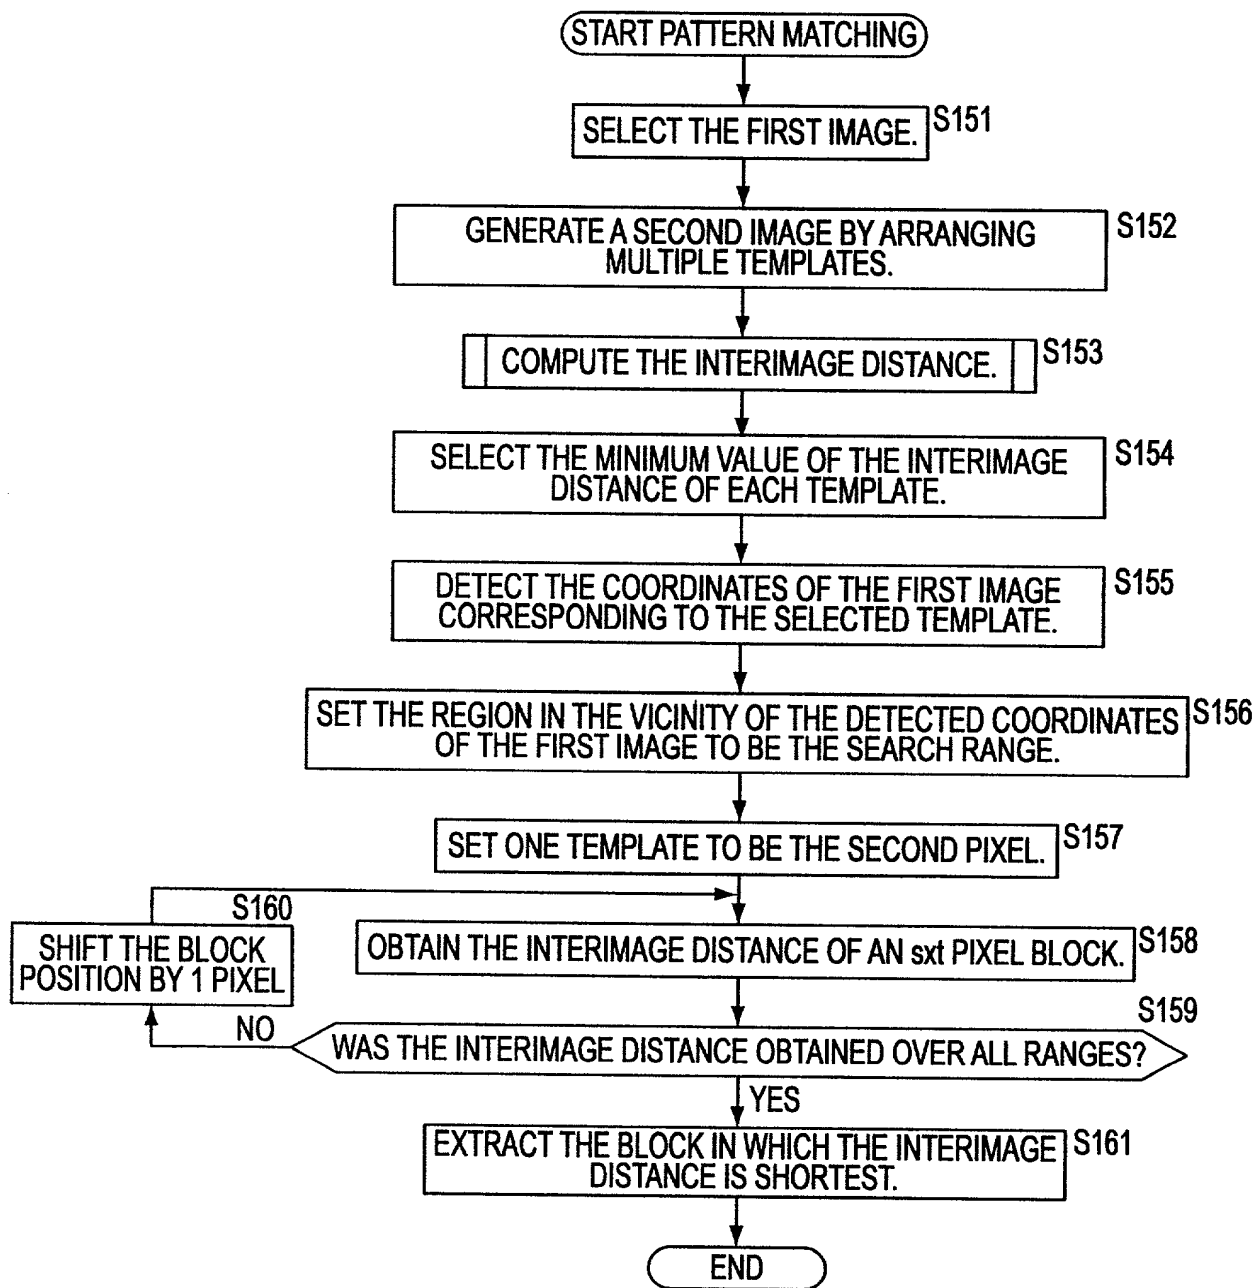 START PATTERN MATCHING
S151
SELECT THE FIRST IMAGE.
S152
GENERATE A SECOND IMAGE BY ARRANGING
MULTIPLE TEMPLATES.
S153
COMPUTE THE INTERIMAGE DISTANCE.
S154
SELECT THE MINIMUM VALUE OF THE INTERIMAGE
DISTANCE OF EACH TEMPLATE.
S155
DETECT THE COORDINATES OF THE FIRST IMAGE
CORRESPONDING TO THE SELECTED TEMPLATE.
S156
SET THE REGION IN THE VICINITY OF THE DETECTED COORDINATES
OF THE FIRST IMAGE TO BE THE SEARCH RANGE.
S157
SET ONE TEMPLATE TO BE THE SECOND PIXEL.
S160
SHIFT THE BLOCK
POSITION BY 1 PIXEL
S158
OBTAIN THE INTERIMAGE DISTANCE OF AN sxt PIXEL BLOCK.
S159
NO
WAS THE INTERIMAGE DISTANCE OBTAINED OVER ALL RANGES?
YES
S161
EXTRACT THE BLOCK IN WHICH THE INTERIMAGE
DISTANCE IS SHORTEST.
END